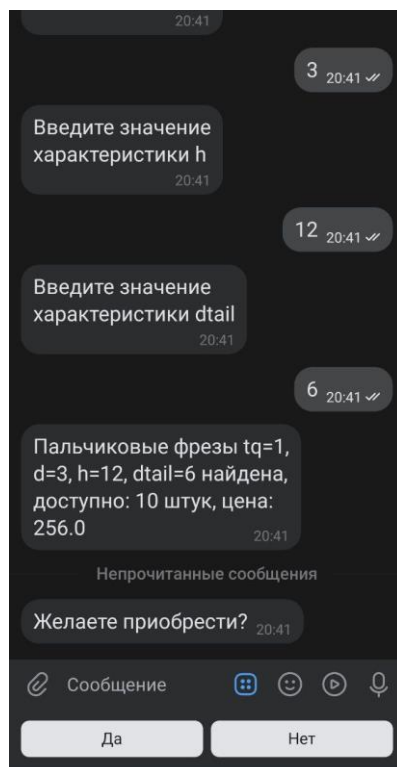 20:41
3 20:41
Введите значение
характеристики h
20:41
12 20:41
Введите значение
характеристики dtail
20:41
6 20:41
Пальчиковые фрезы tq=1,
d=3, h=12, dtail=6 найдена,
доступно: 10 штук, цена:
256.0 20:41
Непрочитанные сообщения
Желаете приобрести? 20:41
Сообщение
Да Нет